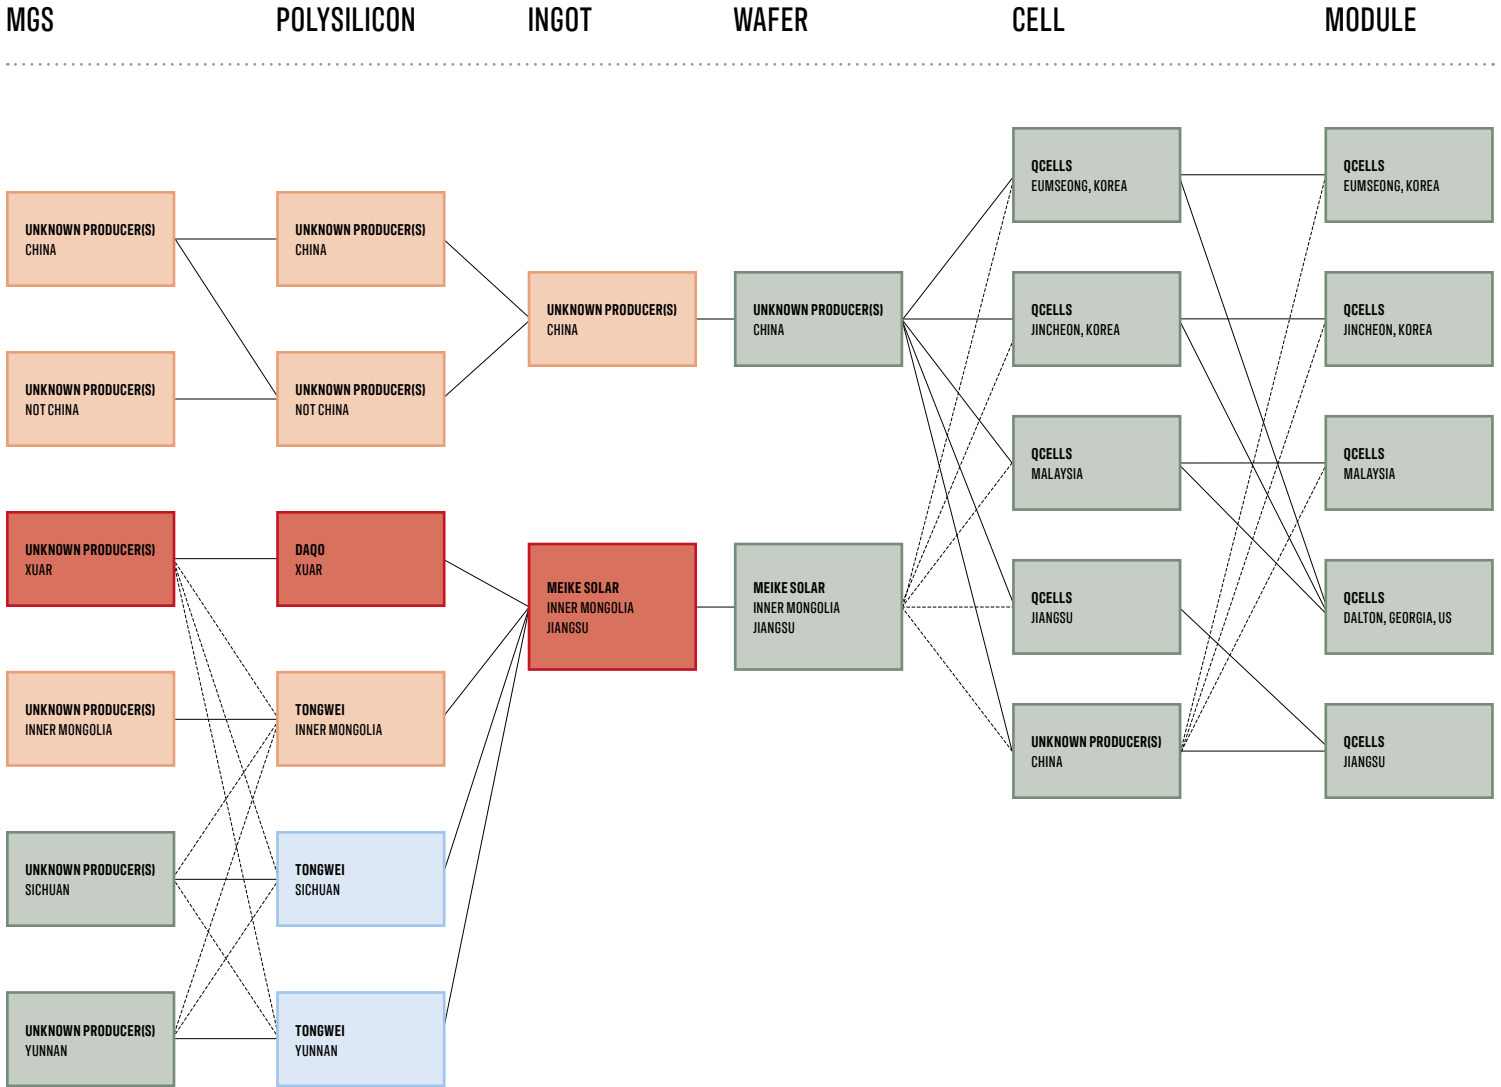 MGS
POLYSILICON
INGOT
WAFER
CELL
MODULE
UNKNOWN PRODUCER(S)
CHINA
UNKNOWN PRODUCER(S)
NOT CHINA
UNKNOWN PRODUCER(S)
XUAR
UNKNOWN PRODUCER(S)
INNER MONGOLIA
UNKNOWN PRODUCER(S)
SICHUAN
UNKNOWN PRODUCER(S)
YUNNAN
UNKNOWN PRODUCER(S)
CHINA
UNKNOWN PRODUCER(S)
NOT CHINA
DAQO
XUAR
TONGWEI
INNER MONGOLIA
TONGWEI
SICHUAN
TONGWEI
YUNNAN
UNKNOWN PRODUCER(S)
CHINA
MEIKE SOLAR
INNER MONGOLIA
JIANGSU
UNKNOWN PRODUCER(S)
CHINA
MEIKE SOLAR
INNER MONGOLIA
JIANGSU
QCELLS
EUMSEONG, KOREA
QCELLS
JINCHEON, KOREA
QCELLS
MALAYSIA
QCELLS
JIANGSU
UNKNOWN PRODUCER(S)
CHINA
QCELLS
EUMSEONG, KOREA
QCELLS
JINCHEON, KOREA
QCELLS
MALAYSIA
QCELLS
DALTON, GEORGIA, US
QCELLS
JIANGSU